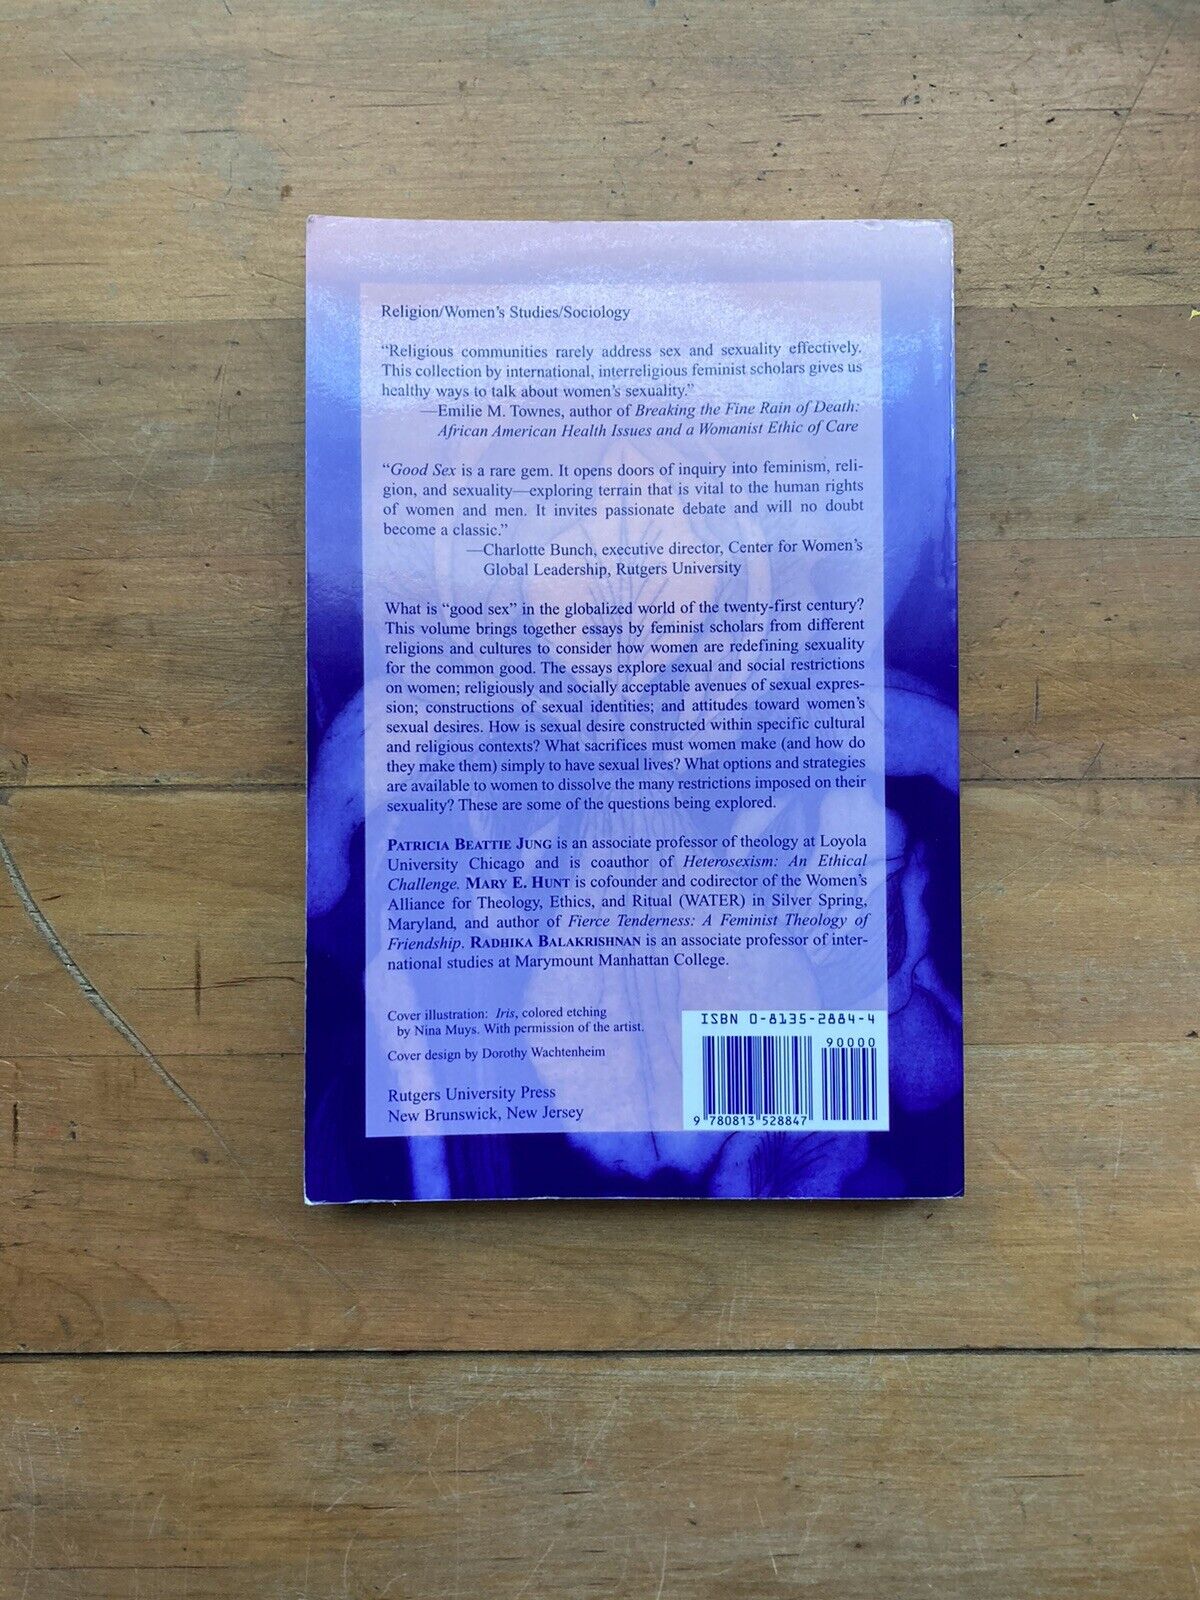 Religion/Women's Studies/Sociology
“Religious communities rarely address sex and sexuality effectively.
This collection by international, interreligious feminist scholars gives us
healthy ways to talk about women's sexuality.”
—Emilie M. Townes, author of Breaking the Fine Rain of Death:
African American Health Issues and a Womanist Ethic of Care
“Good Sex is a rare gem. It opens doors of inquiry into feminism, reli-
gion, and sexuality—exploring terrain that is vital to the human rights
of women and men. It invites passionate debate and will no doubt
become a classic.”
—Charlotte Bunch, executive director, Center for Women's
Global Leadership, Rutgers University
What is “good sex” in the globalized world of the twenty-first century?
This volume brings together essays by feminist scholars from different
religions and cultures to consider how women are redefining sexuality
for the common good. The essays explore sexual and social restrictions
on women; religiously and socially acceptable avenues of sexual expres-
sion; constructions of sexual identities; and attitudes toward women's
sexual desires. How is sexual desire constructed within specific cultural
and religious contexts? What sacrifices must women make (and how do
they make them) simply to have sexual lives? What options and strategies
are available to women to dissolve the many restrictions imposed on their
sexuality? These are some of the questions being explored.
PATRICIA BEATTIE JUNG is an associate professor of theology at Loyola
University Chicago and is coauthor of Heterosexism: An Ethical
Challenge. MARY E. HUNT is cofounder and codirector of the Women's
Alliance for Theology, Ethics, and Ritual (WATER) in Silver Spring,
Maryland, and author of Fierce Tenderness: A Feminist Theology of
Friendship. RADHIKA BALAKRISHNAN is an associate professor of inter-
national studies at Marymount Manhattan College.
Cover illustration: Iris, colored etching
by Nina Muys. With permission of the artist.
Cover design by Dorothy Wachtenheim
Rutgers University Press
New Brunswick, New Jersey
ISBN 0-8135-2884-4
90000
9 780813 528847